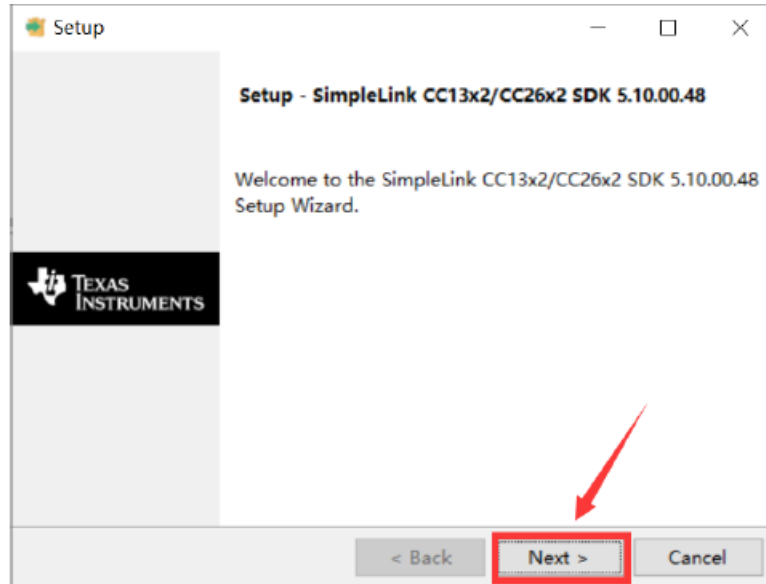 Setup
Setup - SimpleLink CC13x2/CC26x2 SDK 5.10.00.48
Welcome to the SimpleLink CC13x2/CC26x2 SDK 5.10.00.48
Setup Wizard.
TEXAS
INSTRUMENTS
< Back Next > Cancel